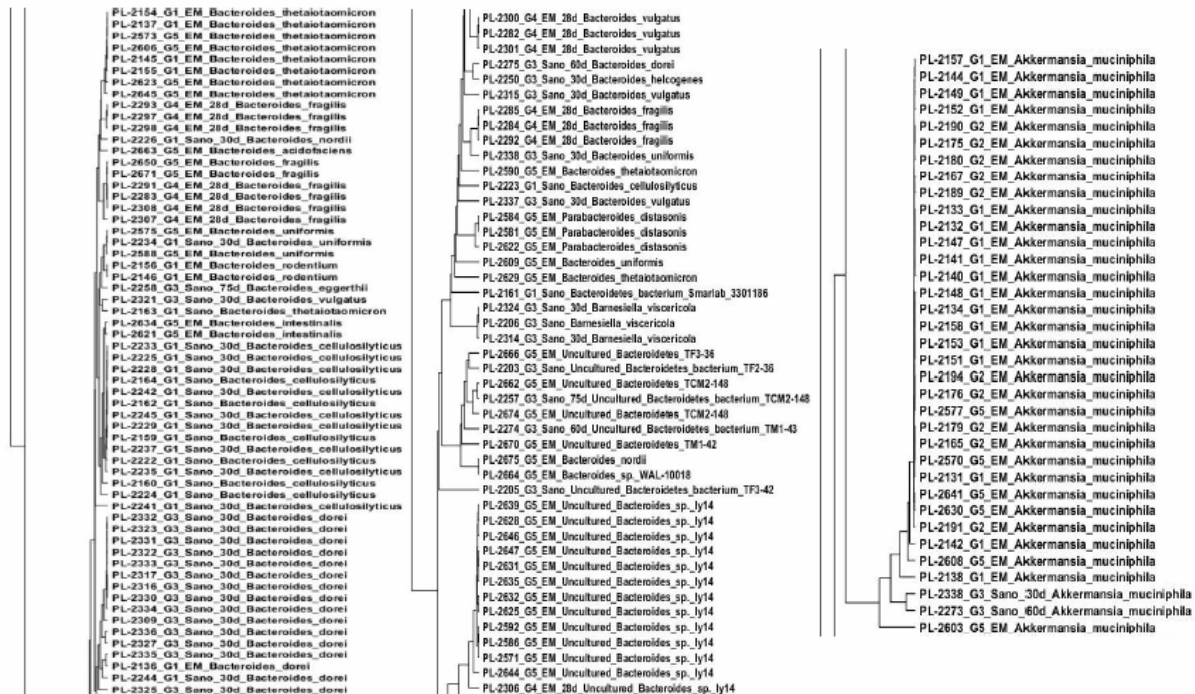 PL-2154_G1_EM_Bacteroides_thetaiotaomicron
PL-2137_G1_EM_Bacteroides_thetaiotaomicron
PL-2573_G5_EM_Bacteroides_thetaiotaomicron
PL-2606_G5_EM_Bacteroides_thetaiotaomicron
PL-2145_G1_EM_Bacteroides_thetaiotaomicron
PL-2155_G1_EM_Bacteroides_thetaiotaomicron
PL-2623_G5_EM_Bacteroides_thetaiotaomicron
PL-2645_G5_EM_Bacteroides_thetaiotaomicron
PL-2293_G4_EM_28d_Bacteroides_fragilis
PL-2297_G4_EM_28d_Bacteroides_fragilis
PL-2298_G4_EM_28d_Bacteroides_fragilis
PL-2226_G1_Sano_30d_Bacteroides_nordii
PL-2663_G5_EM_Bacteroides_acidofaciens
PL-2650_G5_EM_Bacteroides_fragilis
PL-2671_G5_EM_Bacteroides_fragilis
PL-2291_G4_EM_28d_Bacteroides_fragilis
PL-2283_G4_EM_28d_Bacteroides_fragilis
PL-2308_G4_EM_28d_Bacteroides_fragilis
PL-2307_G4_EM_28d_Bacteroides_fragilis
PL-2575_G5_EM_Bacteroides_uniformis
PL-2234_G1_Sano_30d_Bacteroides_uniformis
PL-2588_G5_EM_Bacteroides_uniformis
PL-2156_G1_EM_Bacteroides_rodentium
PL-2146_G1_EM_Bacteroides_rodentium
PL-2258_G3_Sano_75d_Bacteroides_eggerthii
PL-2321_G3_Sano_30d_Bacteroides_vulgatus
PL-2163_G1_Sano_Bacteroides_thetaiotaomicron
PL-2634_G5_EM_Bacteroides_intestinalis
PL-2621_G5_EM_Bacteroides_intestinalis
PL-2233_G1_Sano_30d_Bacteroides_cellulosilyticus
PL-2225_G1_Sano_30d_Bacteroides_cellulosilyticus
PL-2228_G1_Sano_30d_Bacteroides_cellulosilyticus
PL-2164_G1_Sano_Bacteroides_cellulosilyticus
PL-2242_G1_Sano_30d_Bacteroides_cellulosilyticus
PL-2162_G1_Sano_Bacteroides_cellulosilyticus
PL-2245_G1_Sano_30d_Bacteroides_cellulosilyticus
PL-2229_G1_Sano_30d_Bacteroides_cellulosilyticus
PL-2159_G1_Sano_Bacteroides_cellulosilyticus
PL-2237_G1_Sano_30d_Bacteroides_cellulosilyticus
PL-2222_G1_Sano_Bacteroides_cellulosilyticus
PL-2235_G1_Sano_30d_Bacteroides_cellulosilyticus
PL-2160_G1_Sano_Bacteroides_cellulosilyticus
PL-2224_G1_Sano_Bacteroides_cellulosilyticus
PL-2241_G1_Sano_30d_Bacteroides_cellulosilyticus
PL-2332_G3_Sano_30d_Bacteroides_dorei
PL-2323_G3_Sano_30d_Bacteroides_dorei
PL-2331_G3_Sano_30d_Bacteroides_dorei
PL-2322_G3_Sano_30d_Bacteroides_dorei
PL-2333_G3_Sano_30d_Bacteroides_dorei
PL-2317_G3_Sano_30d_Bacteroides_dorei
PL-2316_G3_Sano_30d_Bacteroides_dorei
PL-2330_G3_Sano_30d_Bacteroides_dorei
PL-2334_G3_Sano_30d_Bacteroides_dorei
PL-2309_G3_Sano_30d_Bacteroides_dorei
PL-2336_G3_Sano_30d_Bacteroides_dorei
PL-2327_G3_Sano_30d_Bacteroides_dorei
PL-2335_G3_Sano_30d_Bacteroides_dorei
PL-2136_G1_EM_Bacteroides_dorei
PL-2244_G1_Sano_30d_Bacteroides_dorei
PL-2325_G3_Sano_30d_Bacteroides_dorei
PL-2300_G4_EM_28d_Bacteroides_vulgatus
PL-2282_G4_EM_28d_Bacteroides_vulgatus
PL-2301_G4_EM_28d_Bacteroides_vulgatus
PL-2275_G3_Sano_60d_Bacteroides_dorei
PL-2250_G3_Sano_30d_Bacteroides_helcogenes
PL-2315_G3_Sano_30d_Bacteroides_vulgatus
PL-2285_G4_EM_28d_Bacteroides_fragilis
PL-2284_G4_EM_28d_Bacteroides_fragilis
PL-2292_G4_EM_28d_Bacteroides_fragilis
PL-2338_G3_Sano_30d_Bacteroides_uniformis
PL-2590_G5_EM_Bacteroides_thetaiotaomicron
PL-2223_G1_Sano_Bacteroides_cellulosilyticus
PL-2337_G3_Sano_30d_Bacteroides_vulgatus
PL-2584_G5_EM_Parabacteroides_distasonis
PL-2581_G5_EM_Parabacteroides_distasonis
PL-2622_G5_EM_Parabacteroides_distasonis
PL-2609_G5_EM_Bacteroides_uniformis
PL-2629_G5_EM_Bacteroides_thetaiotaomicron
PL-2161_G1_Sano_Bacteroidetes_bacterium_Smarlab_3301186
PL-2324_G3_Sano_30d_Barnesiella_viscericola
PL-2206_G3_Sano_Barnesiella_viscericola
PL-2314_G3_Sano_30d_Barnesiella_viscericola
PL-2666_G5_EM_Uncultured_Bacteroidetes_TF3-36
PL-2203_G3_Sano_Uncultured_Bacteroidetes_bacterium_TF2-36
PL-2662_G5_EM_Uncultured_Bacteroidetes_TCM2-148
PL-2257_G3_Sano_75d_Uncultured_Bacteroidetes_bacterium_TCM2-148
PL-2674_G5_EM_Uncultured_Bacteroidetes_TCM2-148
PL-2274_G3_Sano_60d_Uncultured_Bacteroidetes_bacterium_TM1-43
PL-2670_G5_EM_Uncultured_Bacteroidetes_TM1-42
PL-2675_G5_EM_Bacteroides_nordii
PL-2664_G5_EM_Bacteroides_sp._WAL-10018
PL-2205_G3_Sano_Uncultured_Bacteroidetes_bacterium_TF3-42
PL-2639_G5_EM_Uncultured_Bacteroides_sp._ly14
PL-2628_G5_EM_Uncultured_Bacteroides_sp._ly14
PL-2646_G5_EM_Uncultured_Bacteroides_sp._ly14
PL-2647_G5_EM_Uncultured_Bacteroides_sp._ly14
PL-2631_G5_EM_Uncultured_Bacteroides_sp._ly14
PL-2635_G5_EM_Uncultured_Bacteroides_sp._ly14
PL-2632_G5_EM_Uncultured_Bacteroides_sp._ly14
PL-2625_G5_EM_Uncultured_Bacteroides_sp._ly14
PL-2592_G5_EM_Uncultured_Bacteroides_sp._ly14
PL-2586_G5_EM_Uncultured_Bacteroides_sp._ly14
PL-2571_G5_EM_Uncultured_Bacteroides_sp._ly14
PL-2644_G5_EM_Uncultured_Bacteroides_sp._ly14
PL-2306_G4_EM_28d_Uncultured_Bacteroides_sp._ly14
PL-2157_G1_EM_Akkermansia_muciniphila
PL-2144_G1_EM_Akkermansia_muciniphila
PL-2149_G1_EM_Akkermansia_muciniphila
PL-2152_G1_EM_Akkermansia_muciniphila
PL-2190_G2_EM_Akkermansia_muciniphila
PL-2175_G2_EM_Akkermansia_muciniphila
PL-2180_G2_EM_Akkermansia_muciniphila
PL-2167_G2_EM_Akkermansia_muciniphila
PL-2189_G2_EM_Akkermansia_muciniphila
PL-2133_G1_EM_Akkermansia_muciniphila
PL-2132_G1_EM_Akkermansia_muciniphila
PL-2147_G1_EM_Akkermansia_muciniphila
PL-2141_G1_EM_Akkermansia_muciniphila
PL-2140_G1_EM_Akkermansia_muciniphila
PL-2148_G1_EM_Akkermansia_muciniphila
PL-2134_G1_EM_Akkermansia_muciniphila
PL-2158_G1_EM_Akkermansia_muciniphila
PL-2153_G1_EM_Akkermansia_muciniphila
PL-2151_G1_EM_Akkermansia_muciniphila
PL-2194_G2_EM_Akkermansia_muciniphila
PL-2176_G2_EM_Akkermansia_muciniphila
PL-2577_G5_EM_Akkermansia_muciniphila
PL-2179_G2_EM_Akkermansia_muciniphila
PL-2165_G2_EM_Akkermansia_muciniphila
PL-2570_G5_EM_Akkermansia_muciniphila
PL-2131_G1_EM_Akkermansia_muciniphila
PL-2641_G5_EM_Akkermansia_muciniphila
PL-2630_G5_EM_Akkermansia_muciniphila
PL-2191_G2_EM_Akkermansia_muciniphila
PL-2142_G1_EM_Akkermansia_muciniphila
PL-2608_G5_EM_Akkermansia_muciniphila
PL-2138_G1_EM_Akkermansia_muciniphila
PL-2338_G3_Sano_30d_Akkermansia_muciniphila
PL-2273_G3_Sano_60d_Akkermansia_muciniphila
PL-2603_G5_EM_Akkermansia_muciniphila